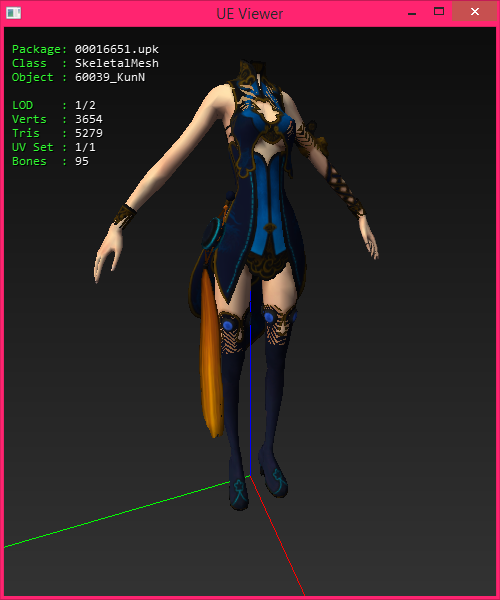 UE Viewer
Package: 00016651.upk
Class : SkeletalMesh
Object : 60039_KunN
LOD : 1/2
Verts : 3654
Tris : 5279
UV Set : 1/1
Bones : 95